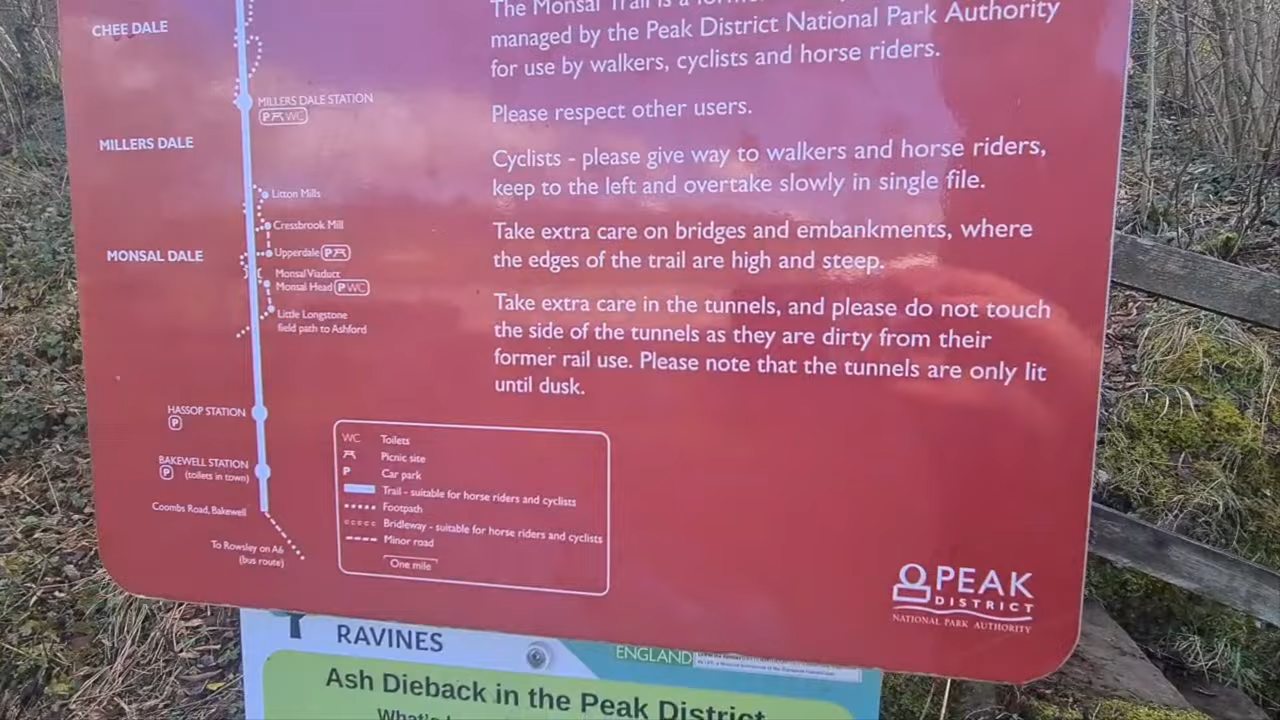 CHEE DALE
MILLERS DALE STATION
P WC
MILLERS DALE
Litton Mills
Cressbrook Mill
Upperdale P
MONSAL DALE
Monsal Viaduct
Monsal Head P WC
Little Longstone
field path to Ashford
HASSOP STATION
P
BAKEWELL STATION
P (toilets in town)
Coombs Road, Bakewell
To Rowsley on A6
(bus route)
The Monsal Trail is a
managed by the Peak District National Park Authority
for use by walkers, cyclists and horse riders.
Please respect other users.
Cyclists - please give way to walkers and horse riders,
keep to the left and overtake slowly in single file.
Take extra care on bridges and embankments, where
the edges of the trail are high and steep.
Take extra care in the tunnels, and please do not touch
the side of the tunnels as they are dirty from their
former rail use. Please note that the tunnels are only lit
until dusk.
WC Toilets
Picnic site
P Car park
Trail - suitable for horse riders and cyclists
Footpath
Bridleway - suitable for horse riders and cyclists
Minor road
One mile
PEAK
DISTRICT
NATIONAL PARK AUTHORITY
RAVINES
ENGLAND
Ash Dieback in the Peak District